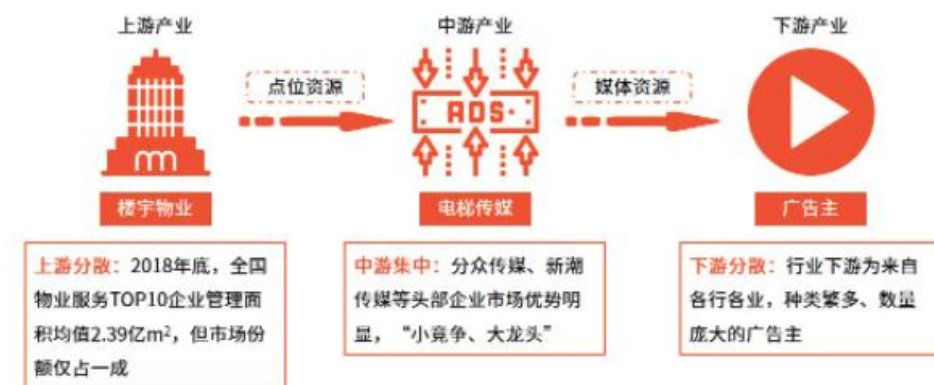 上游产业
中游产业
下游产业
点位资源
媒体资源
ADS
楼宇物业
电梯传媒
广告主
上游分散：2018年底，全国
物业服务TOP10企业管理面
积均值2.39亿m²，但市场份
额仅占一成
中游集中：分众传媒、新潮
传媒等头部企业市场优势明
显，“小竞争、大龙头”
下游分散：行业下游为来自
各行各业，种类繁多、数量
庞大的广告主